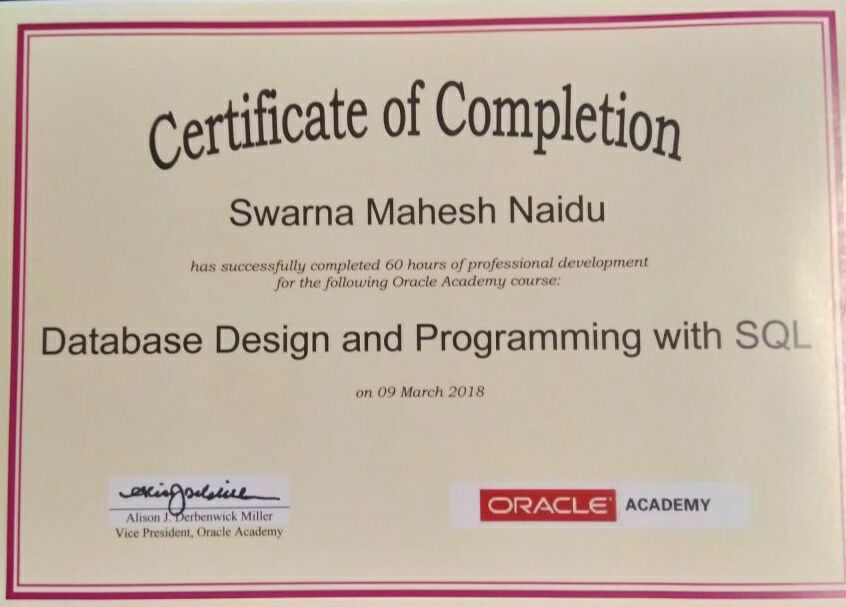 Certificate of Completion
Swarna Mahesh Naidu
has successfully completed 60 hours of professional development
for the following Oracle Academy course:
Database Design and Programming with SQL
on 09 March 2018
Alison J. Derbenwick Miller
Vice President, Oracle Academy
ORACLE ACADEMY